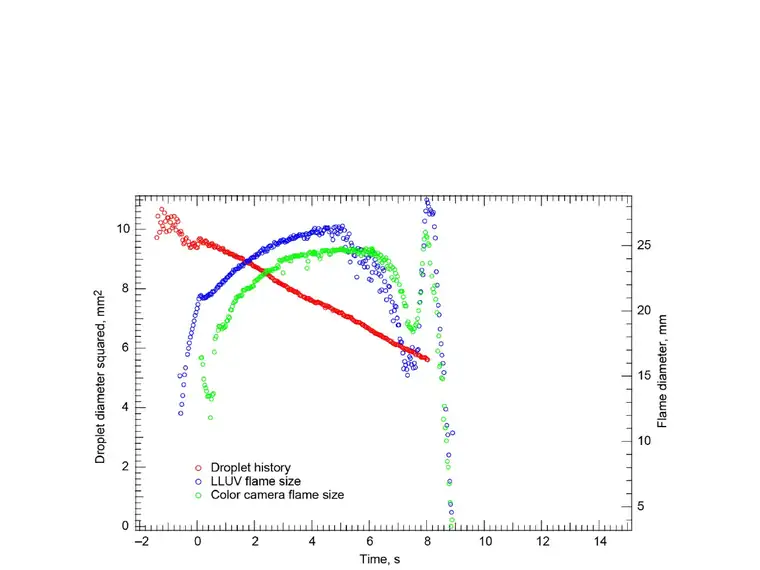 10
8
6
4
2
0
Droplet diameter squared, mm2
25
20
15
10
5
Flame diameter, mm
Droplet history
LLUV flame size
Color camera flame size
–2 0 2 4 6 8 10 12 14
Time, s